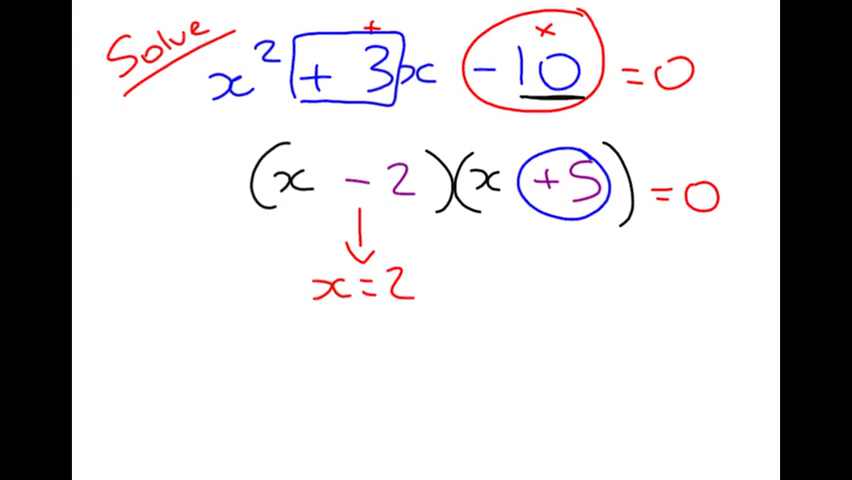 Solve
+ ×
x² + 3x - 10 = 0
(x - 2)(x + 5) = 0
x = 2